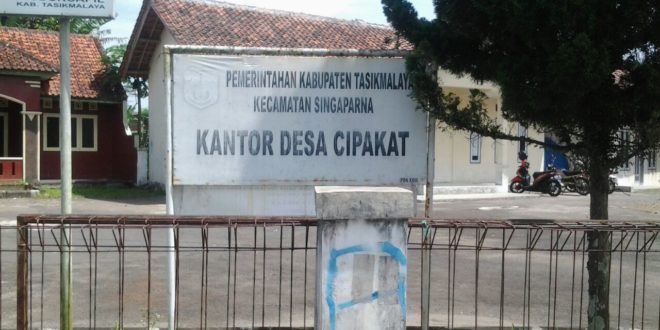 KAB. TASIKMALAYA
PEMERINTAHAN KABUPATEN TASIKMALAYA
KECAMATAN SINGAPARNA
KANTOR DESA CIPAKAT